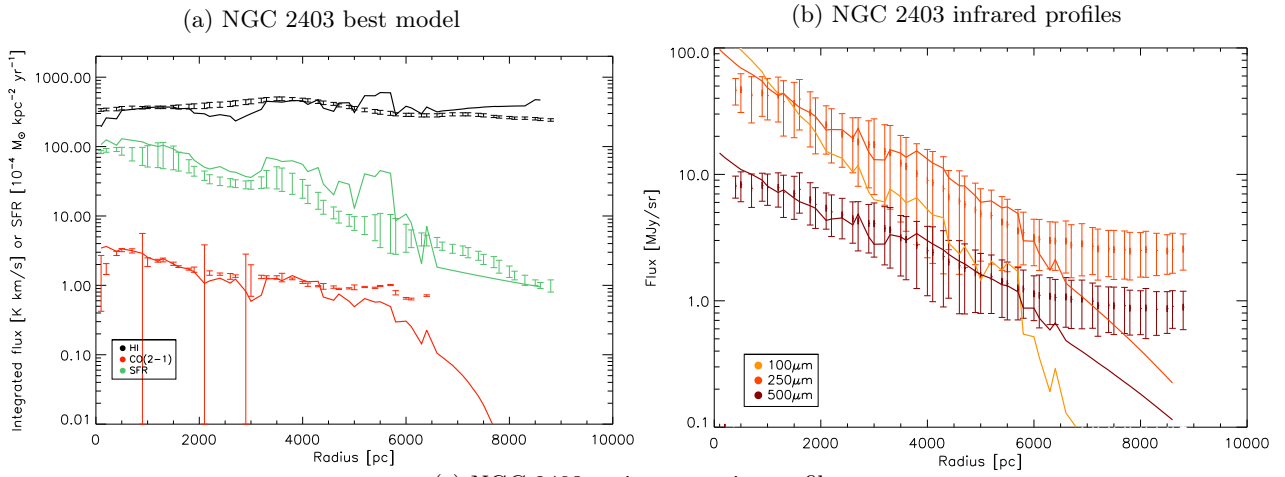 (a) NGC 2403 best model
Integrated flux [K km/s] or SFR [10⁻⁴ M⊙ kpc⁻² yr⁻¹]
1000.00
100.00
10.00
1.00
0.10
0.01
HI
CO(2−1)
SFR
0
2000
4000
6000
8000
10000
Radius [pc]
(b) NGC 2403 infrared profiles
Flux [MJy/sr]
100.0
10.0
1.0
0.1
100μm
250μm
500μm
0
2000
4000
6000
8000
10000
Radius [pc]
NGC 2403